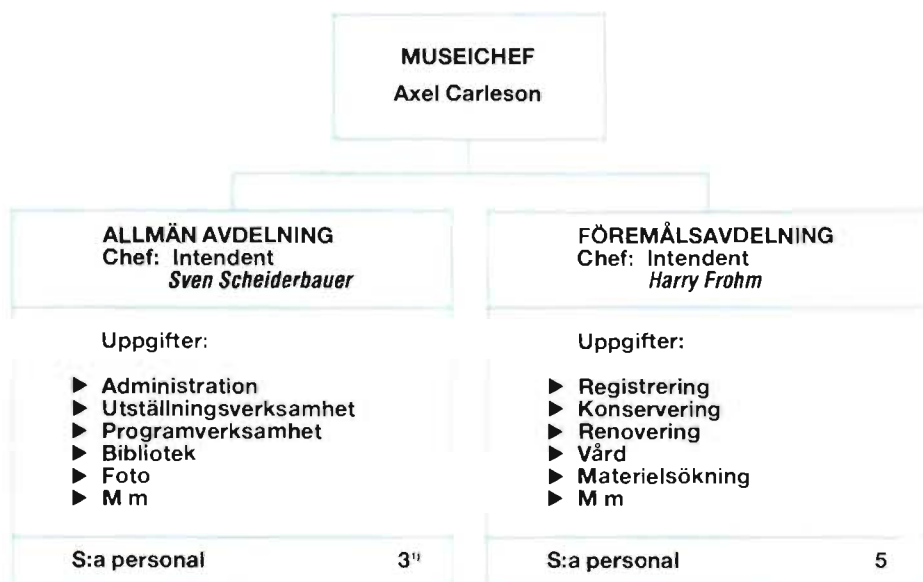 MUSEICHEF
Axel Carleson
ALLMÄN AVDELNING
Chef: Intendent
Sven Scheiderbauer
Uppgifter:
▶ Administration
▶ Utställningsverksamhet
▶ Programverksamhet
▶ Bibliotek
▶ Foto
▶ M m
S:a personal 3¹⁾
FÖREMÅLSAVDELNING
Chef: Intendent
Harry Frohm
Uppgifter:
▶ Registrering
▶ Konservering
▶ Renovering
▶ Vård
▶ Materielsökning
▶ M m
S:a personal 5